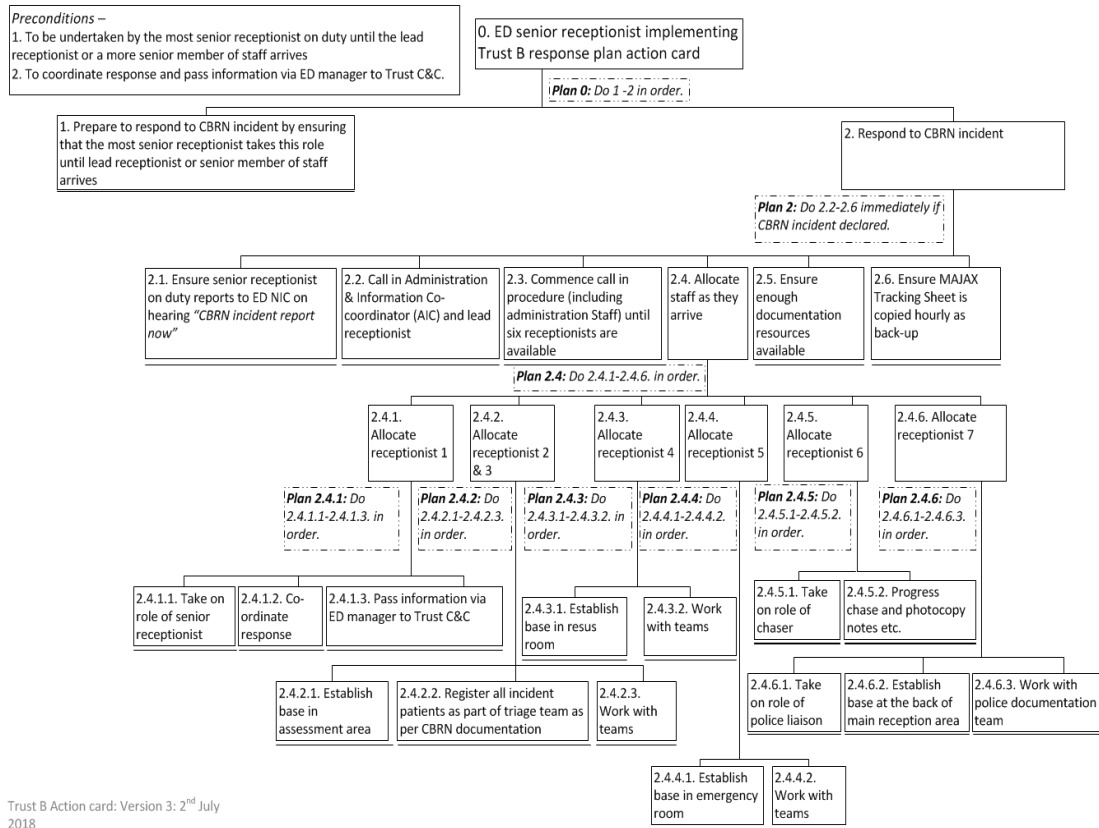 Preconditions –
1. To be undertaken by the most senior receptionist on duty until the lead
receptionist or a more senior member of staff arrives
2. To coordinate response and pass information via ED manager to Trust C&C.
0. ED senior receptionist implementing
Trust B response plan action card
Plan 0: Do 1 -2 in order.
1. Prepare to respond to CBRN incident by ensuring
that the most senior receptionist takes this role
until lead receptionist or senior member of staff
arrives
2. Respond to CBRN incident
Plan 2: Do 2.2-2.6 immediately if
CBRN incident declared.
2.1. Ensure senior receptionist
on duty reports to ED NIC on
hearing “CBRN incident report
now”
2.2. Call in Administration
& Information Co-
coordinator (AIC) and lead
receptionist
2.3. Commence call in
procedure (including
administration Staff) until
six receptionists are
available
2.4. Allocate
staff as they
arrive
2.5. Ensure
enough
documentation
resources
available
2.6. Ensure MAJAX
Tracking Sheet is
copied hourly as
back-up
Plan 2.4: Do 2.4.1-2.4.6. in order.
2.4.1.
Allocate
receptionist 1
2.4.2.
Allocate
receptionist 2
& 3
2.4.3.
Allocate
receptionist 4
2.4.4.
Allocate
receptionist 5
2.4.5.
Allocate
receptionist 6
2.4.6. Allocate
receptionist 7
Plan 2.4.1: Do
2.4.1.1-2.4.1.3. in
order.
Plan 2.4.2: Do
2.4.2.1-2.4.2.3.
in order.
Plan 2.4.3: Do
2.4.3.1-2.4.3.2. in
order.
Plan 2.4.4: Do
2.4.4.1-2.4.4.2.
in order.
Plan 2.4.5: Do
2.4.5.1-2.4.5.2.
in order.
Plan 2.4.6: Do
2.4.6.1-2.4.6.3.
in order.
2.4.1.1. Take on
role of senior
receptionist
2.4.1.2. Co-
ordinate
response
2.4.1.3. Pass information via
ED manager to Trust C&C
2.4.3.1. Establish
base in resus
room
2.4.3.2. Work
with teams
2.4.5.1. Take
on role of
chaser
2.4.5.2. Progress
chase and photocopy
notes etc.
2.4.2.1. Establish
base in
assessment area
2.4.2.2. Register all incident
patients as part of triage team as
per CBRN documentation
2.4.2.3.
Work with
teams
2.4.6.1. Take
on role of
police liaison
2.4.6.2. Establish
base at the back of
main reception area
2.4.6.3. Work with
police documentation
team
2.4.4.1. Establish
base in emergency
room
2.4.4.2.
Work with
teams
Trust B Action card: Version 3: 2nd July
2018